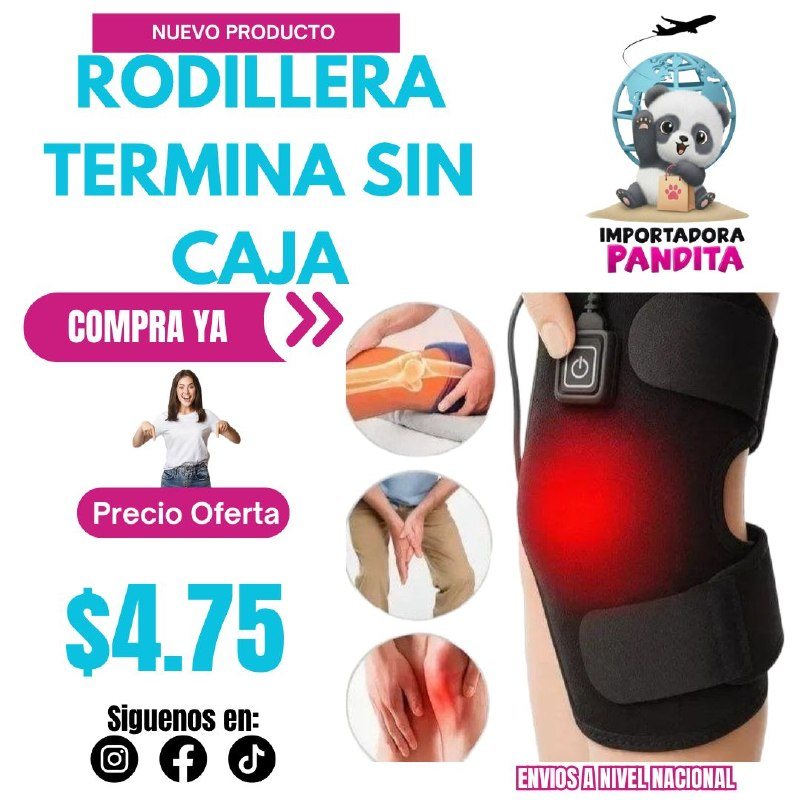 NUEVO PRODUCTO
RODILLERA
TERMINA SIN
CAJA
IMPORTADORA
PANDITA
COMPRA YA
Precio Oferta
$4.75
Siguenos en:
ENVIOS A NIVEL NACIONAL